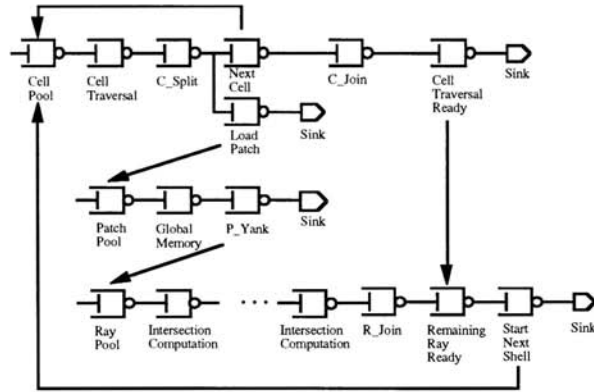 Cell
Pool
Cell
Traversal
C_Split
Next
Cell
C_Join
Cell
Traversal
Ready
Sink
Load
Patch
Sink
Patch
Pool
Global
Memory
P_Yank
Sink
Ray
Pool
Intersection
Computation
. . .
Intersection
Computation
R_Join
Remaining
Ray
Ready
Start
Next
Shell
Sink